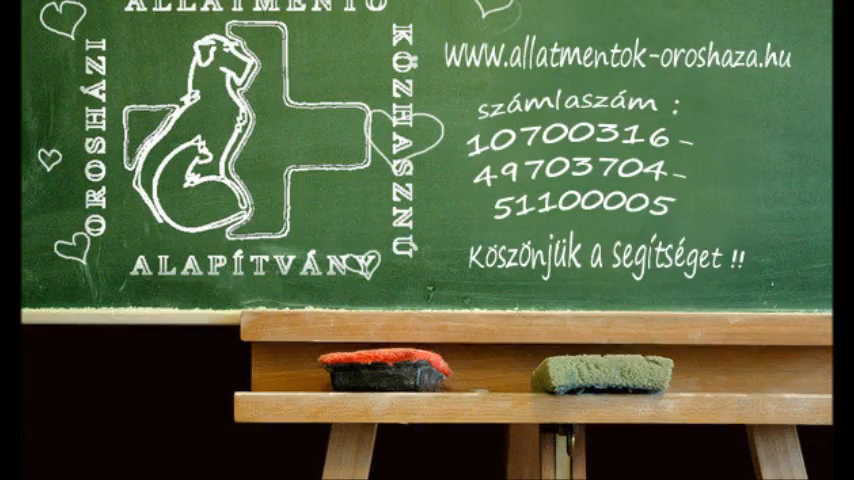 ÁLLATMENTŐ
OROSHÁZI
KÖZHASZNÚ
ALAPÍTVÁNY
www.allatmentok-oroshaza.hu
számlaszám :
10700316 -
49703704-
51100005
Köszönjük a segítséget !!